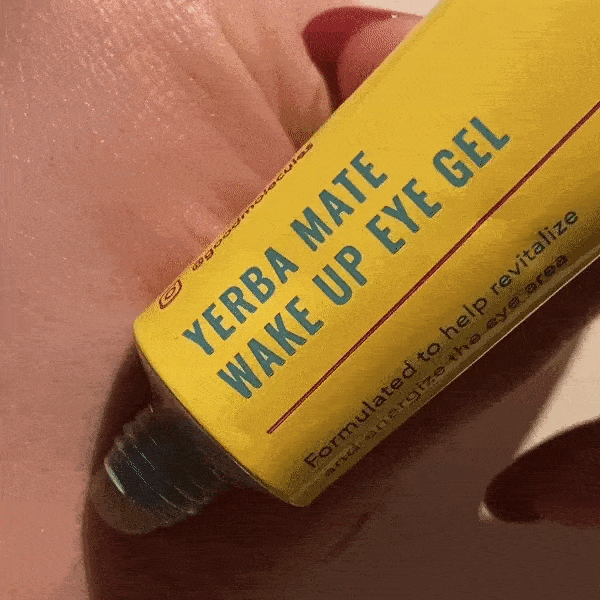 @goodmolecules
YERBA MATE
WAKE UP EYE GEL
Formulated to help revitalize
and energize the eye area